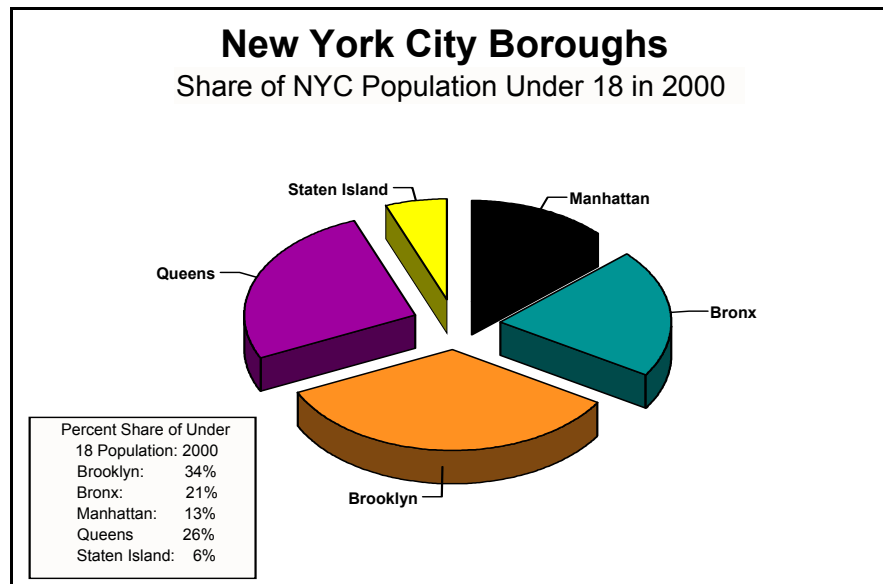 New York City Boroughs
Share of NYC Population Under 18 in 2000
Staten Island
Manhattan
Queens
Bronx
Brooklyn
Percent Share of Under
18 Population: 2000
Brooklyn: 34%
Bronx: 21%
Manhattan: 13%
Queens 26%
Staten Island: 6%